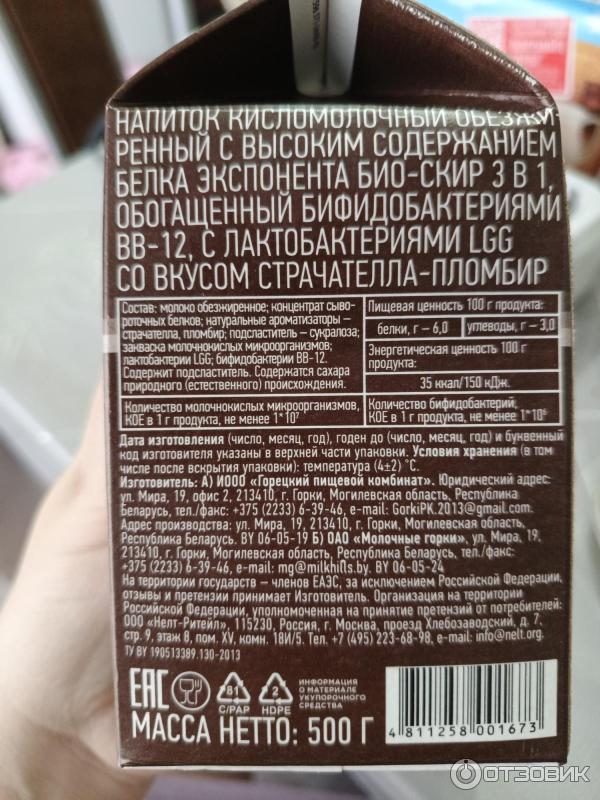 НАПИТОК КИСЛОМОЛОЧНЫЙ ОБЕЗЖИ-
РЕННЫЙ С ВЫСОКИМ СОДЕРЖАНИЕМ
БЕЛКА ЭКСПОНЕНТА БИО-СКИР 3 В 1,
ОБОГАЩЕННЫЙ БИФИДОБАКТЕРИЯМИ
BB-12, С ЛАКТОБАКТЕРИЯМИ LGG
СО ВКУСОМ СТРАЧАТЕЛЛА-ПЛОМБИР
Состав: молоко обезжиренное; концентрат сыво-
роточных белков; натуральные ароматизаторы –
страчателла, пломбир; подсластитель – сукралоза;
закваска молочнокислых микроорганизмов;
лактобактерии LGG; бифидобактерии BB-12.
Содержит подсластитель. Содержатся сахара
природного (естественного) происхождения.
Пищевая ценность 100 г продукта:
белки, г – 6,0
углеводы, г – 3,0
Энергетическая ценность 100 г
продукта:
35 ккал/150 кДж.
Количество молочнокислых микроорганизмов,
КОЕ в 1 г продукта, не менее 1*10⁷
Количество бифидобактерий,
КОЕ в 1 г продукта, не менее 1*10⁶
Дата изготовления (число, месяц, год), годен до (число, месяц, год) и буквенный
код изготовителя указаны в верхней части упаковки. Условия хранения (в том
числе после вскрытия упаковки): температура (4±2) °С.
Изготовитель: А) ИООО «Горецкий пищевой комбинат». Юридический адрес:
ул. Мира, 19, офис 2, 213410, г. Горки, Могилевская область, Республика
Беларусь, тел./факс: +375 (2233) 6-39-46, e-mail: GorkiPK.2013@gmail.com.
Адрес производства: ул. Мира, 19, 213410, г. Горки, Могилевская область,
Республика Беларусь. BY 06 05-19 Б) ОАО «Молочные горки», ул. Мира, 19,
213410, г. Горки, Могилевская область, Республика Беларусь, тел./факс:
+375 (2233) 6-39-46, e-mail: mg@milkhills.by. BY 06 05-24
На территории государств – членов ЕАЭС, за исключением Российской Федерации,
отзывы и претензии принимает Изготовитель. Организация на территории
Российской Федерации, уполномоченная на принятие претензий от потребителей:
ООО «Нелт-Ритейл», 115230, Россия, г. Москва, проезд Хлебозаводский, д. 7,
стр. 9, этаж 8, пом. XV, комн. 18И/5. Тел. +7 (495) 223-68-98, e-mail: info@nelt.org.
ТУ BY 190513389.130-2013
EAC
81
C/PAP
2
HDPE
ИНФОРМАЦИЯ
О МАТЕРИАЛЕ
УКУПОРОЧНОГО
СРЕДСТВА
МАССА НЕТТО: 500 Г
4 811258 001673
ОТЗОВИК